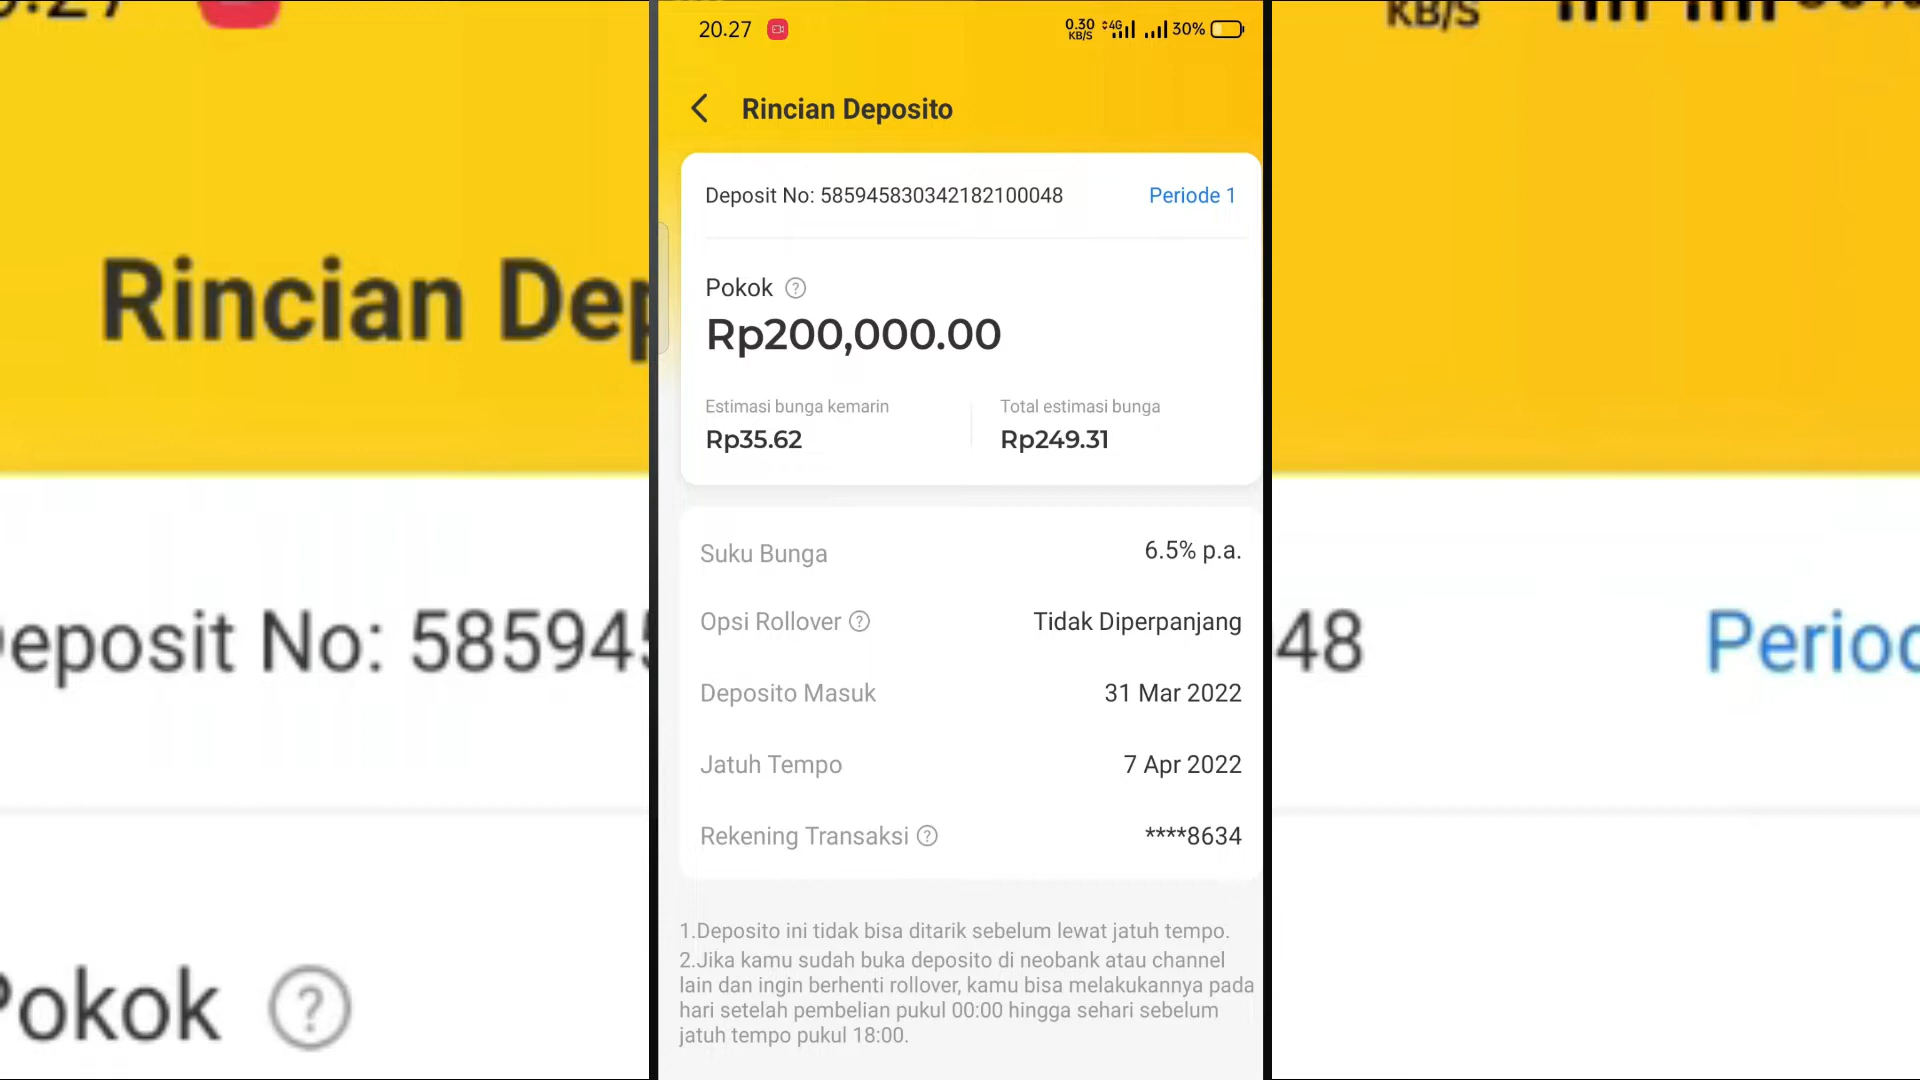 20.27
0.30
KB/S
4G
30%
Rincian Deposito
Deposit No: 585945830342182100048
Periode 1
Pokok ?
Rp200,000.00
Estimasi bunga kemarin
Total estimasi bunga
Rp35.62
Rp249.31
Suku Bunga
6.5% p.a.
Opsi Rollover ?
Tidak Diperpanjang
Deposito Masuk
31 Mar 2022
Jatuh Tempo
7 Apr 2022
Rekening Transaksi ?
****8634
1.Deposito ini tidak bisa ditarik sebelum lewat jatuh tempo.
2.Jika kamu sudah buka deposito di neobank atau channel
lain dan ingin berhenti rollover, kamu bisa melakukannya pada
hari setelah pembelian pukul 00:00 hingga sehari sebelum
jatuh tempo pukul 18:00.
KB/S
Rincian Dep
eposit No: 58594
48
Period
Pokok ?